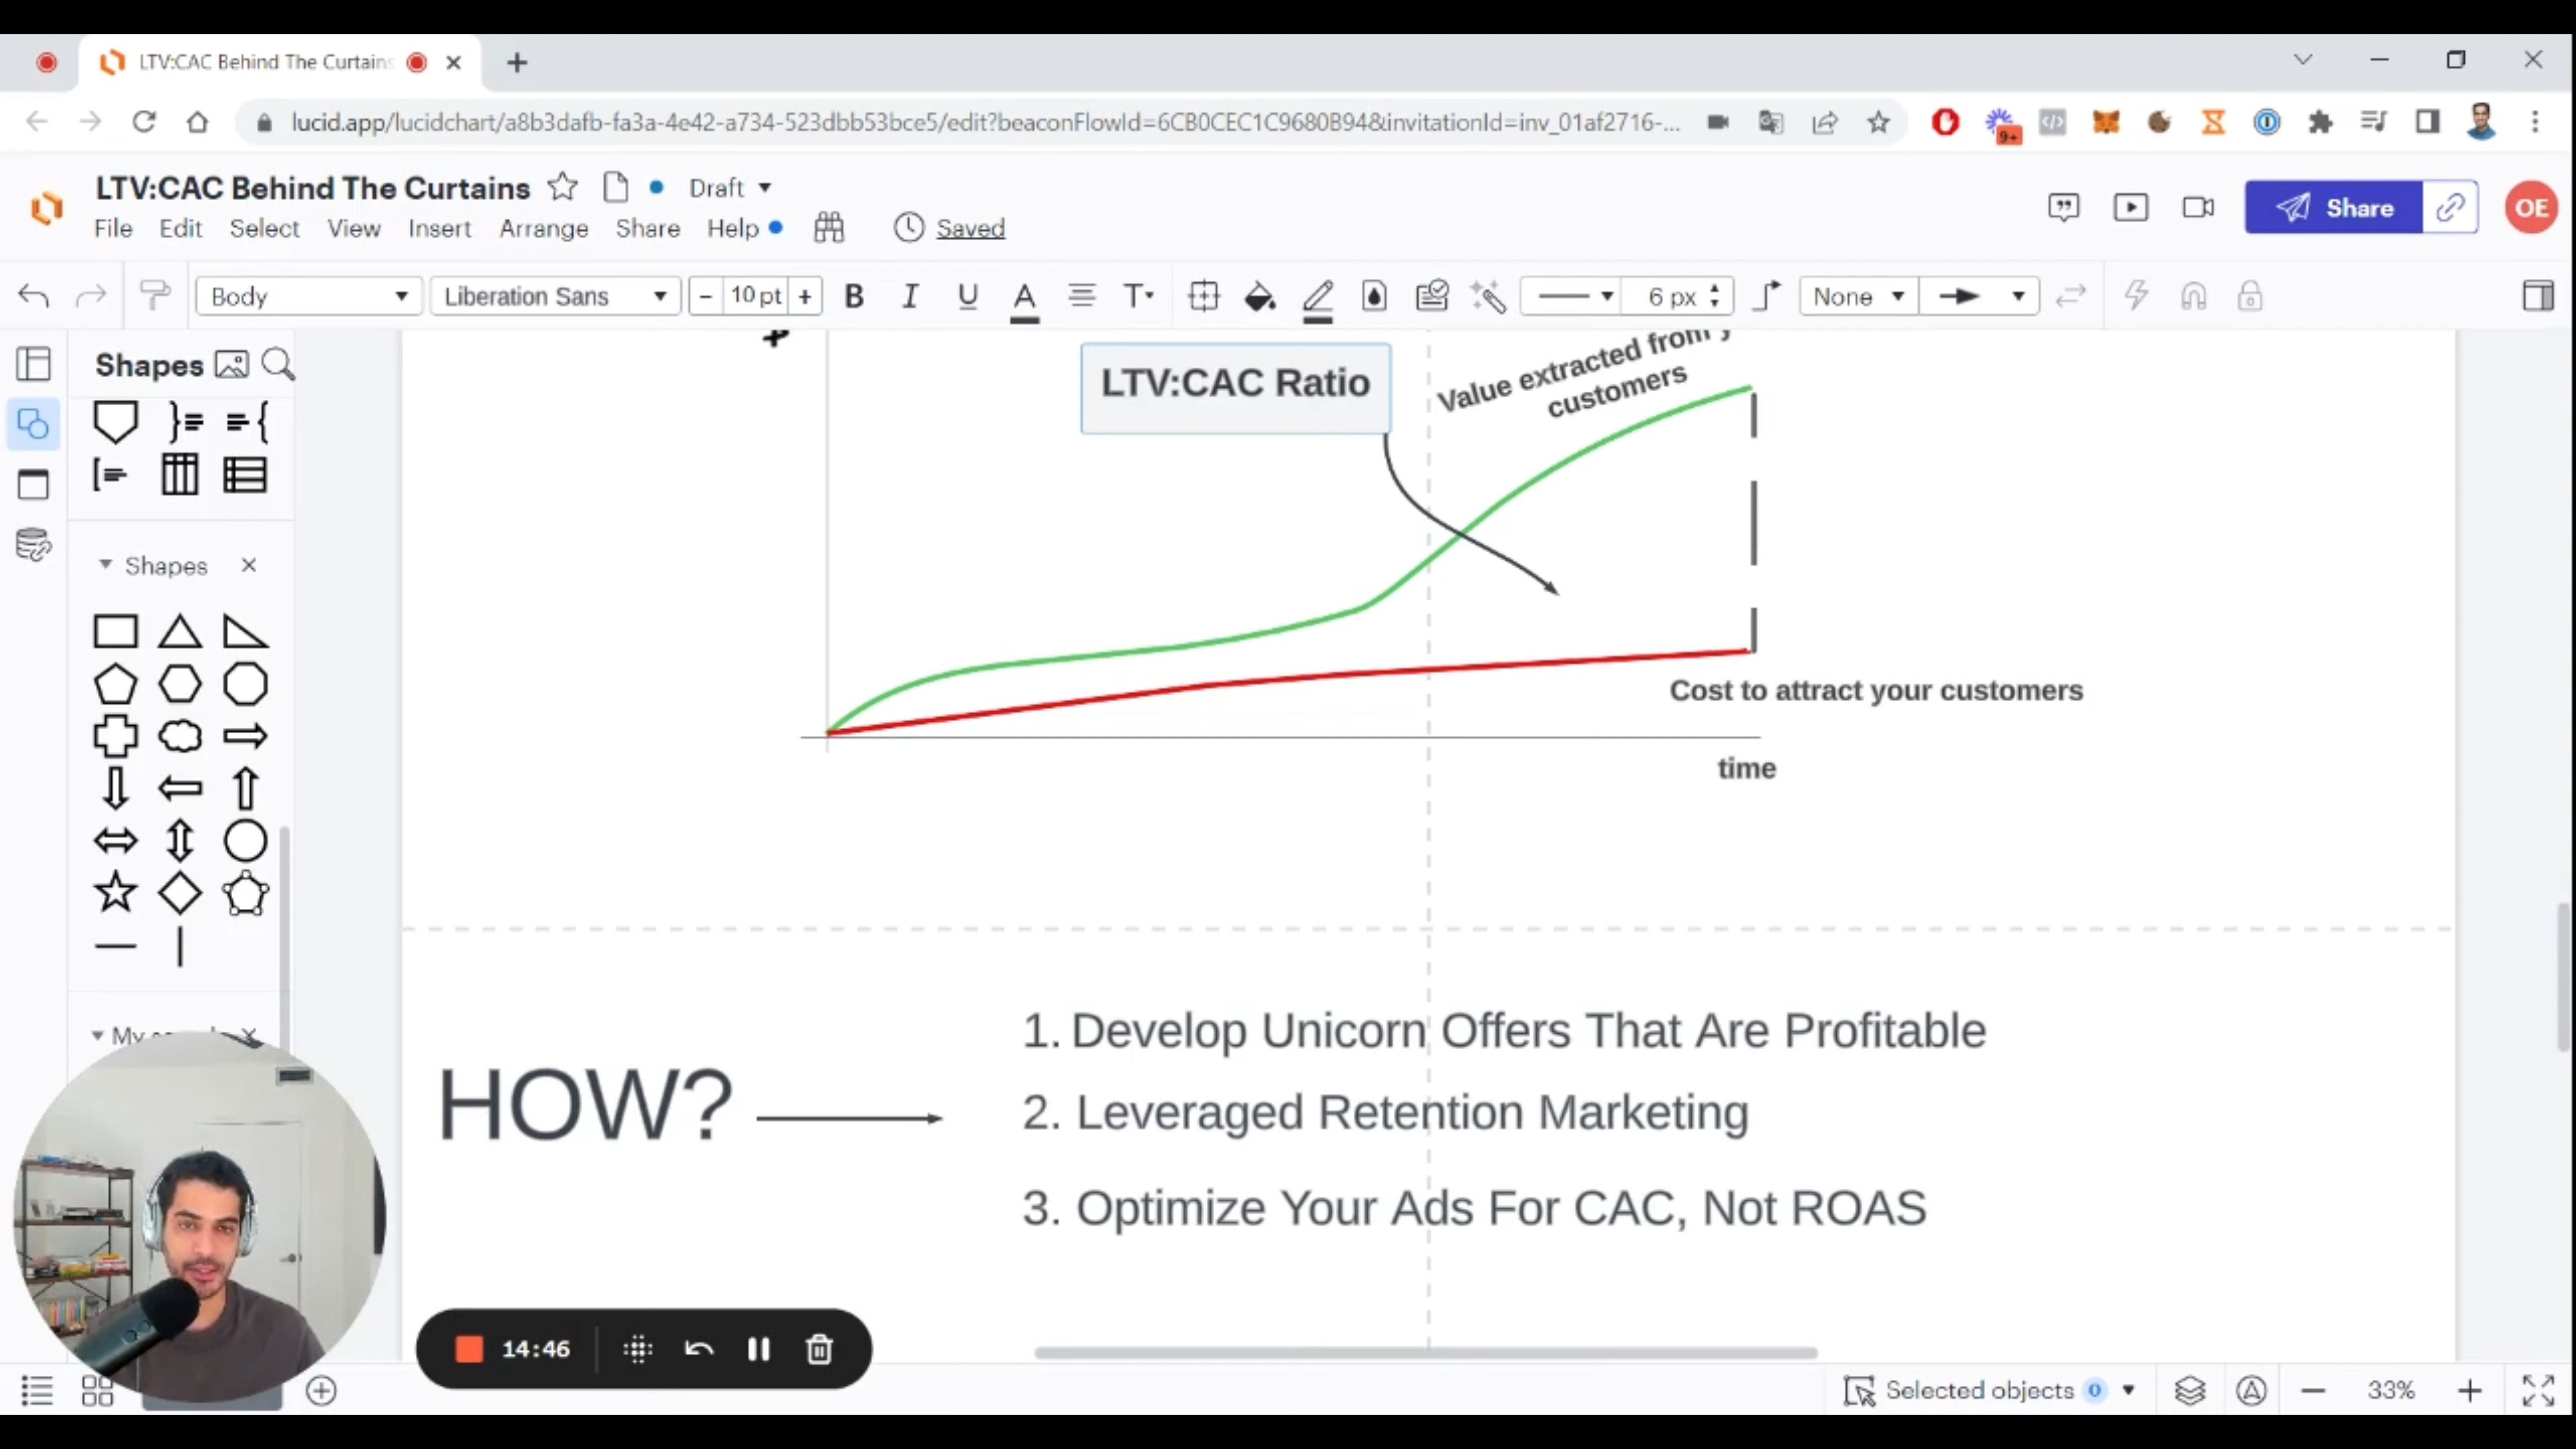 LTV:CAC Behind The Curtains
lucid.app/lucidchart/a8b3dafb-fa3a-4e42-a734-523dbb53bce5/edit?beaconFlowId=6CB0CEC1C9680B94&invitationId=inv_01af2716-...
9+
LTV:CAC Behind The Curtains
Draft
File Edit Select View Insert Arrange Share Help Saved
Share
OE
Body Liberation Sans - 10 pt + B I U A T 6 px None
Shapes
Shapes
My
LTV:CAC Ratio
Value extracted from
customers
Cost to attract your customers
time
HOW?
1. Develop Unicorn Offers That Are Profitable
2. Leveraged Retention Marketing
3. Optimize Your Ads For CAC, Not ROAS
14:46
Selected objects 0
33%